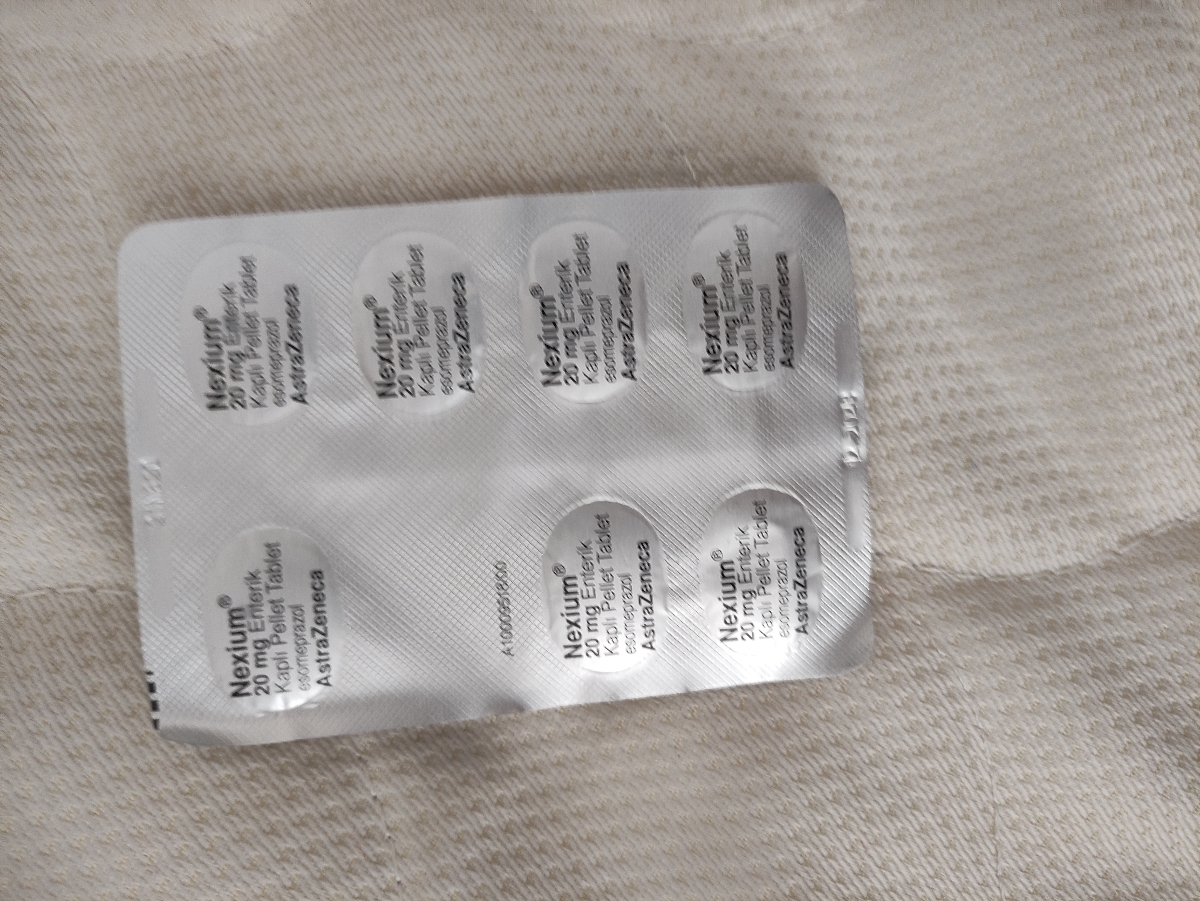 Nexium®
20 mg Enterik
Kaplı Pellet Tablet
esomeprazol
AstraZeneca
Nexium®
20 mg Enterik
Kaplı Pellet Tablet
esomeprazol
AstraZeneca
Nexium®
20 mg Enterik
Kaplı Pellet Tablet
esomeprazol
AstraZeneca
Nexium®
20 mg Enterik
Kaplı Pellet Tablet
esomeprazol
AstraZeneca
Nexium®
20 mg Enterik
Kaplı Pellet Tablet
esomeprazol
AstraZeneca
A1000951800
Nexium®
20 mg Enterik
Kaplı Pellet Tablet
esomeprazol
AstraZeneca
Nexium®
20 mg Enterik
Kaplı Pellet Tablet
esomeprazol
AstraZeneca